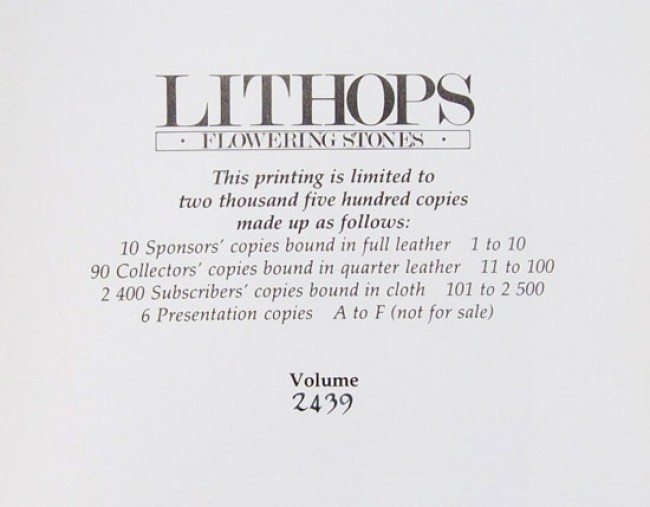 LITHOPS
· FLOWERING STONES ·
This printing is limited to
two thousand five hundred copies
made up as follows:
10 Sponsors' copies bound in full leather 1 to 10
90 Collectors' copies bound in quarter leather 11 to 100
2 400 Subscribers' copies bound in cloth 101 to 2 500
6 Presentation copies A to F (not for sale)
Volume
2439